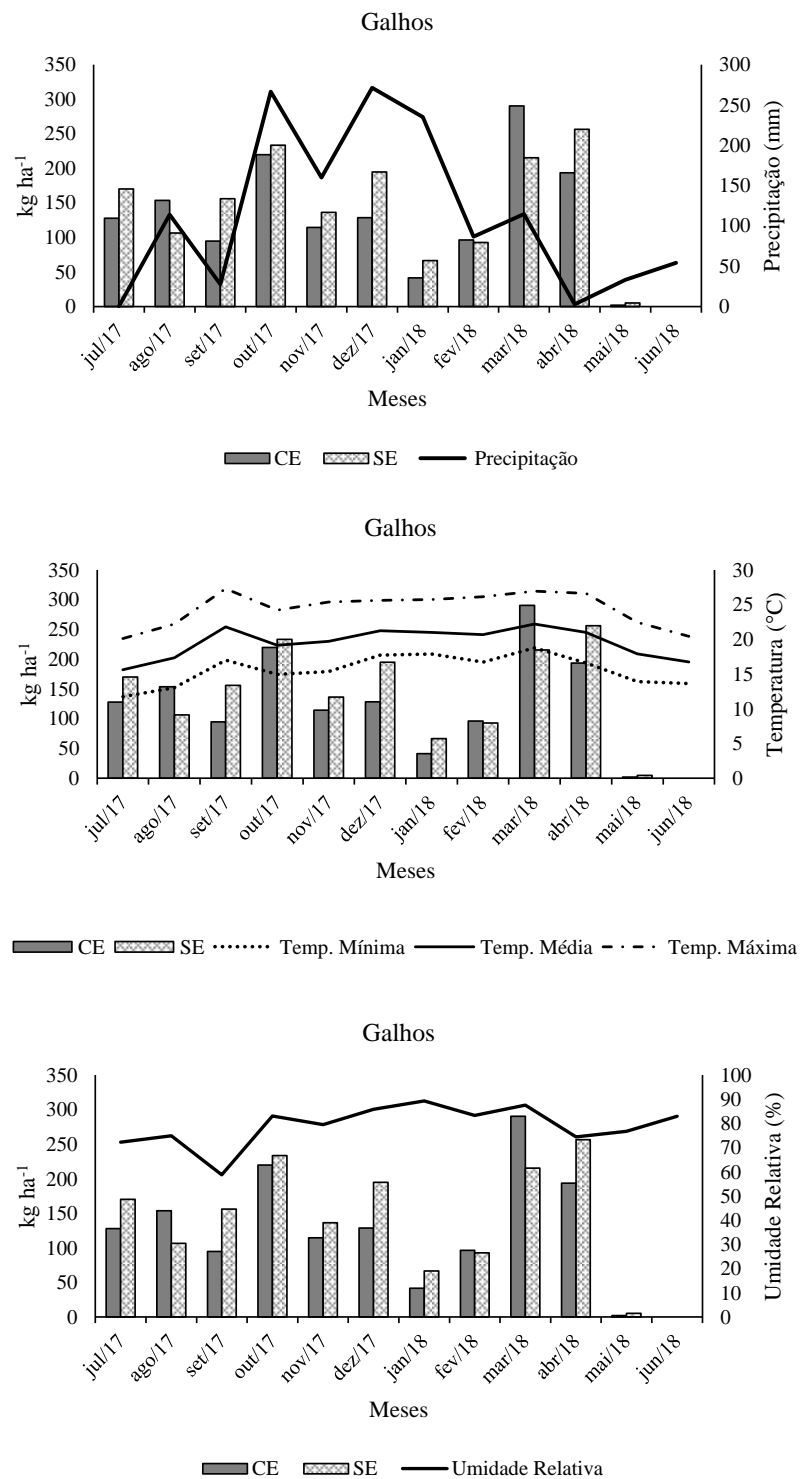 Galhos
350
300
250
200
150
100
50
0
kg ha⁻¹
300
250
200
150
100
50
0
Precipitação (mm)
jul/17 ago/17 set/17 out/17 nov/17 dez/17 jan/18 fev/18 mar/18 abr/18 mai/18 jun/18
Meses
CE SE Precipitação
Galhos
350
300
250
200
150
100
50
0
kg ha⁻¹
30
25
20
15
10
5
0
Temperatura (°C)
jul/17 ago/17 set/17 out/17 nov/17 dez/17 jan/18 fev/18 mar/18 abr/18 mai/18 jun/18
Meses
CE SE Temp. Mínima Temp. Média Temp. Máxima
Galhos
350
300
250
200
150
100
50
0
kg ha⁻¹
100
90
80
70
60
50
40
30
20
10
0
Umidade Relativa (%)
jul/17 ago/17 set/17 out/17 nov/17 dez/17 jan/18 fev/18 mar/18 abr/18 mai/18 jun/18
Meses
CE SE Umidade Relativa